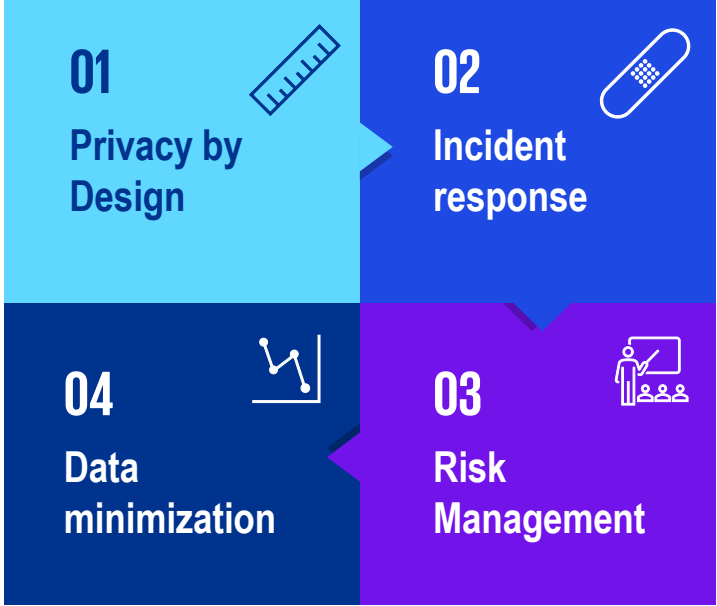 01
Privacy by
Design
02
Incident
response
03
Risk
Management
04
Data
minimization